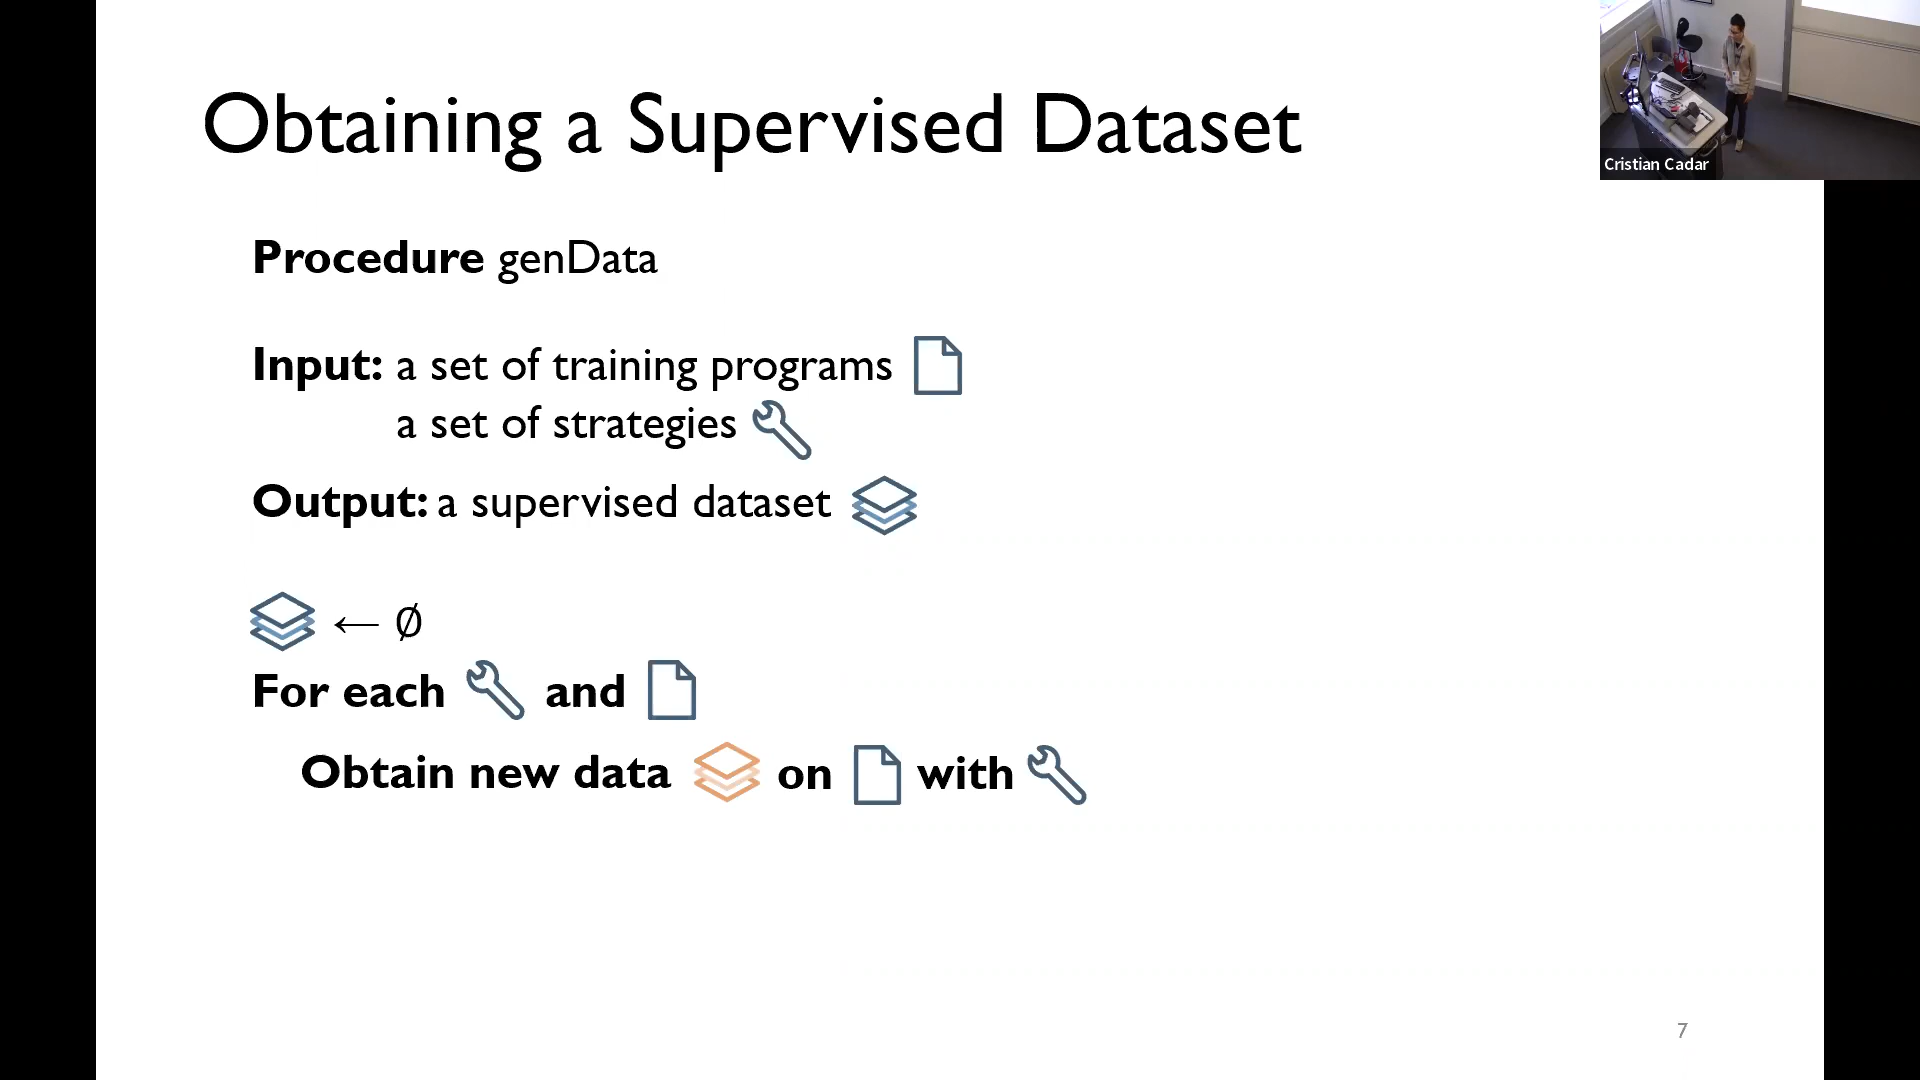 Obtaining a Supervised Dataset
Cristian Cadar
Procedure genData
Input: a set of training programs
a set of strategies
Output: a supervised dataset
← ∅
For each and
Obtain new data on with
7